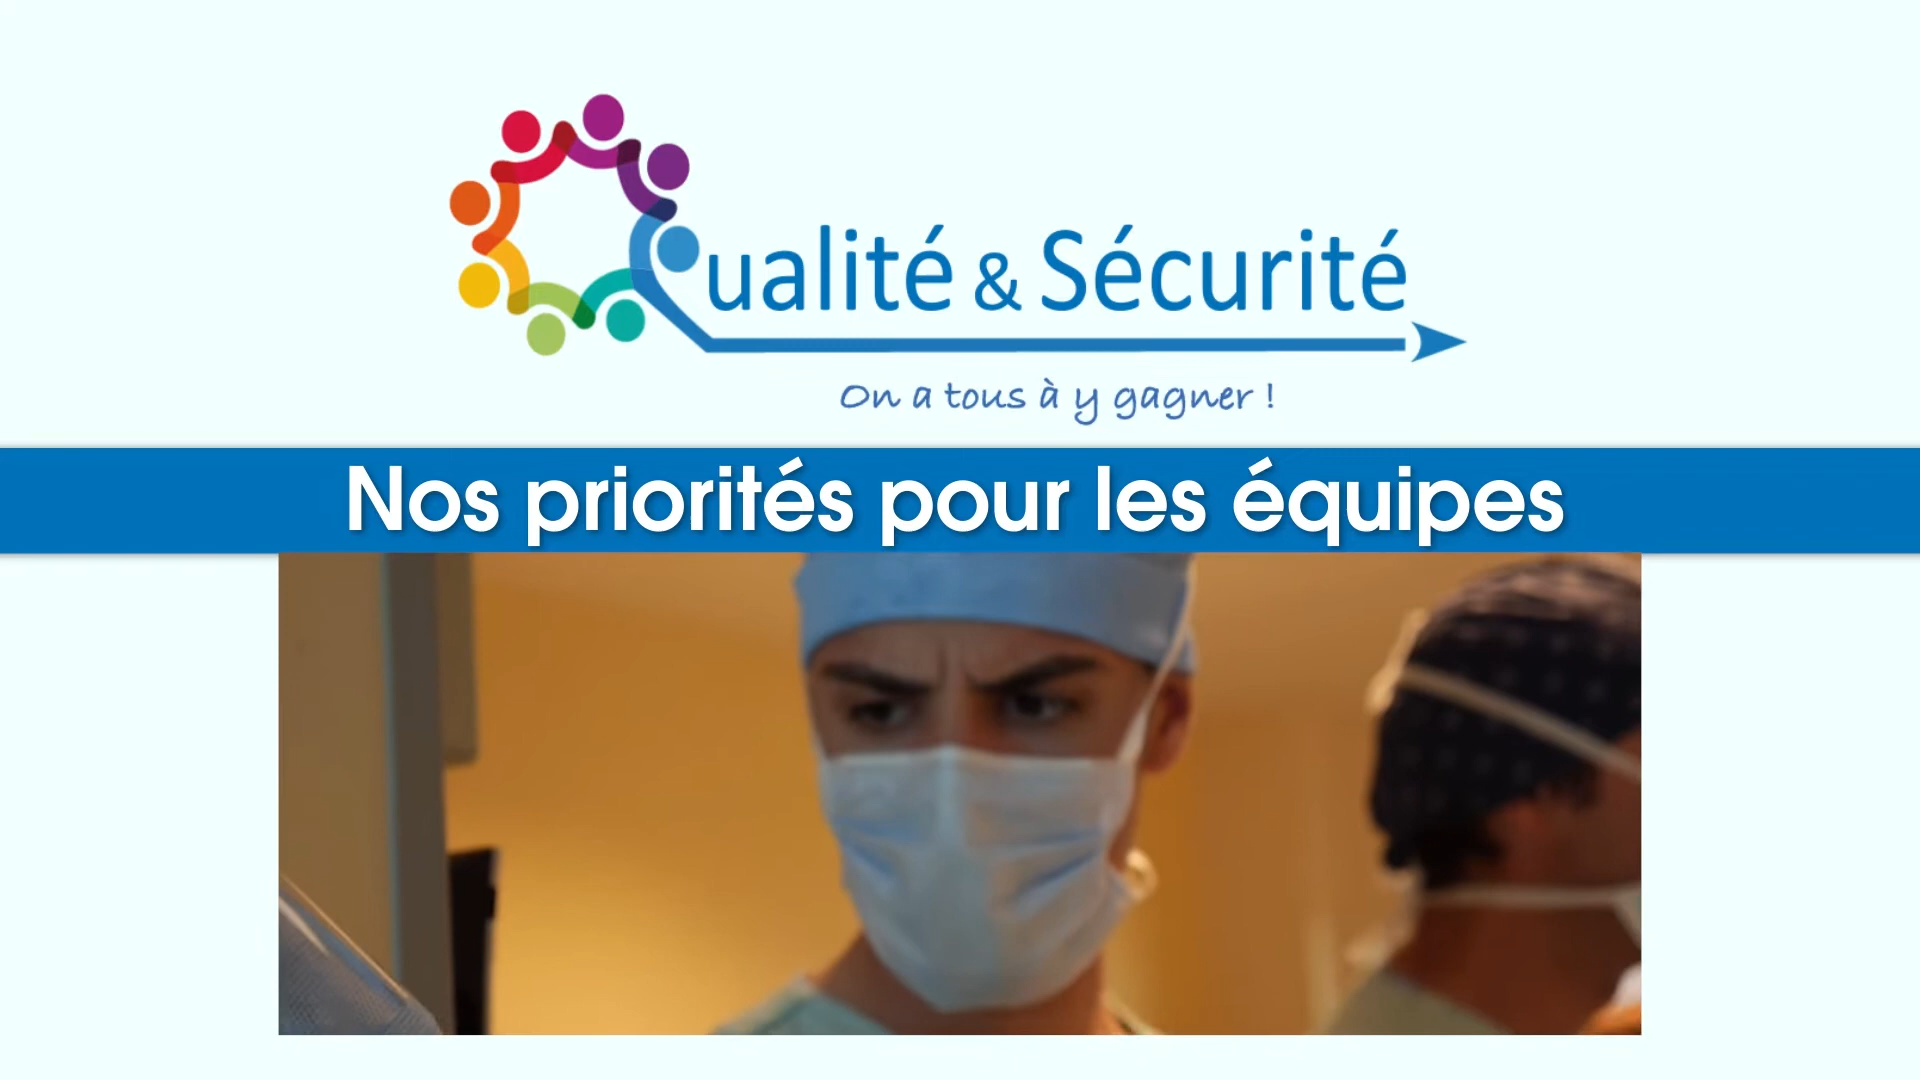 Qualité & Sécurité
On a tous à y gagner !
Nos priorités pour les équipes